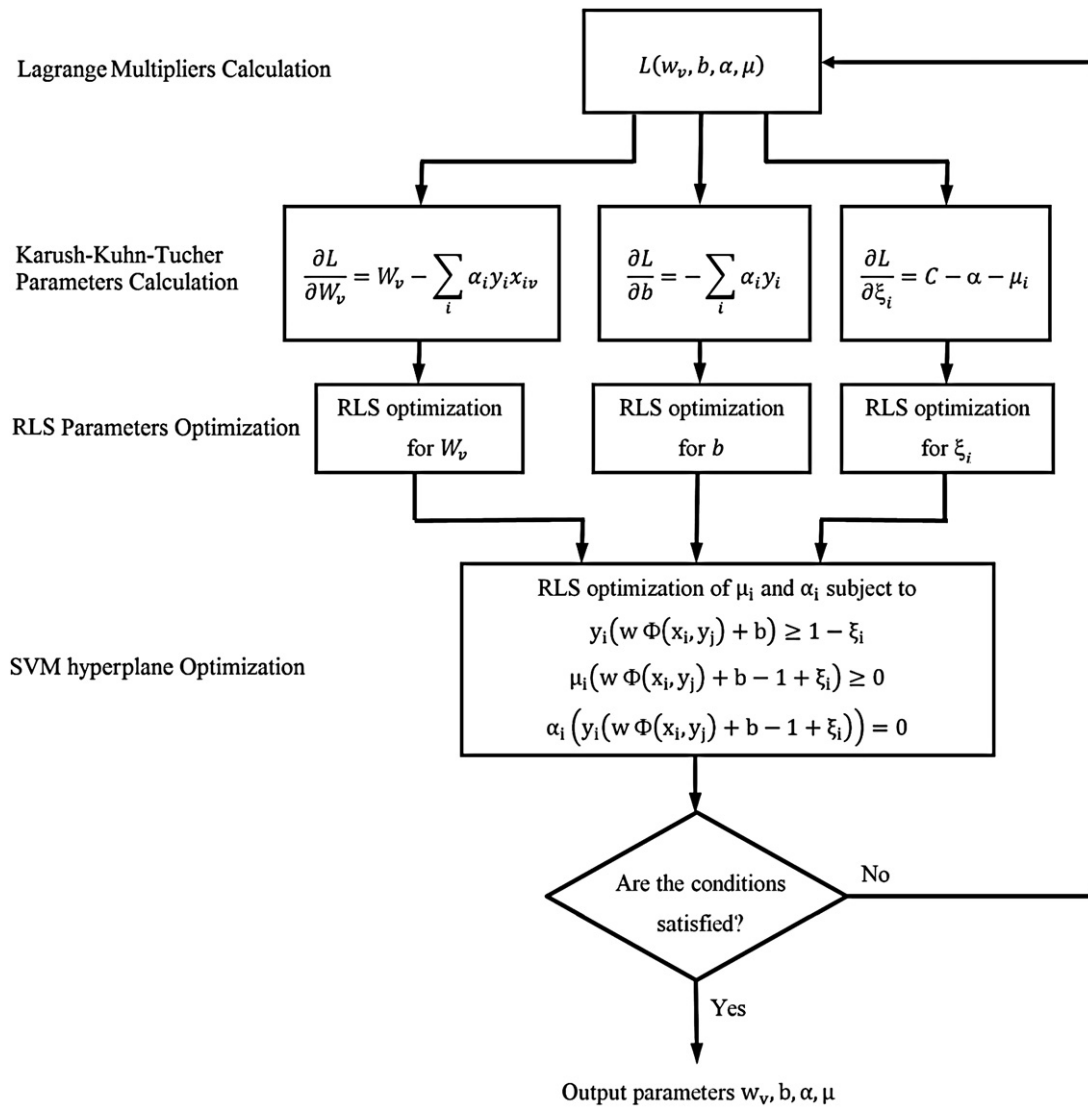 Lagrange Multipliers Calculation
L(w_v, b, α, μ)
Karush-Kuhn-Tucher
Parameters Calculation
∂L/∂W_v = W_v − ∑_i α_i y_i x_iv
∂L/∂b = − ∑_i α_i y_i
∂L/∂ξ_i = C − α − μ_i
RLS Parameters Optimization
RLS optimization
for W_v
RLS optimization
for b
RLS optimization
for ξ_i
SVM hyperplane Optimization
RLS optimization of μ_i and α_i subject to
y_i(w Φ(x_i, y_j) + b) ≥ 1 − ξ_i
μ_i(w Φ(x_i, y_j) + b − 1 + ξ_i) ≥ 0
α_i (y_i(w Φ(x_i, y_j) + b − 1 + ξ_i)) = 0
Are the conditions
satisfied?
No
Yes
Output parameters w_v, b, α, μ